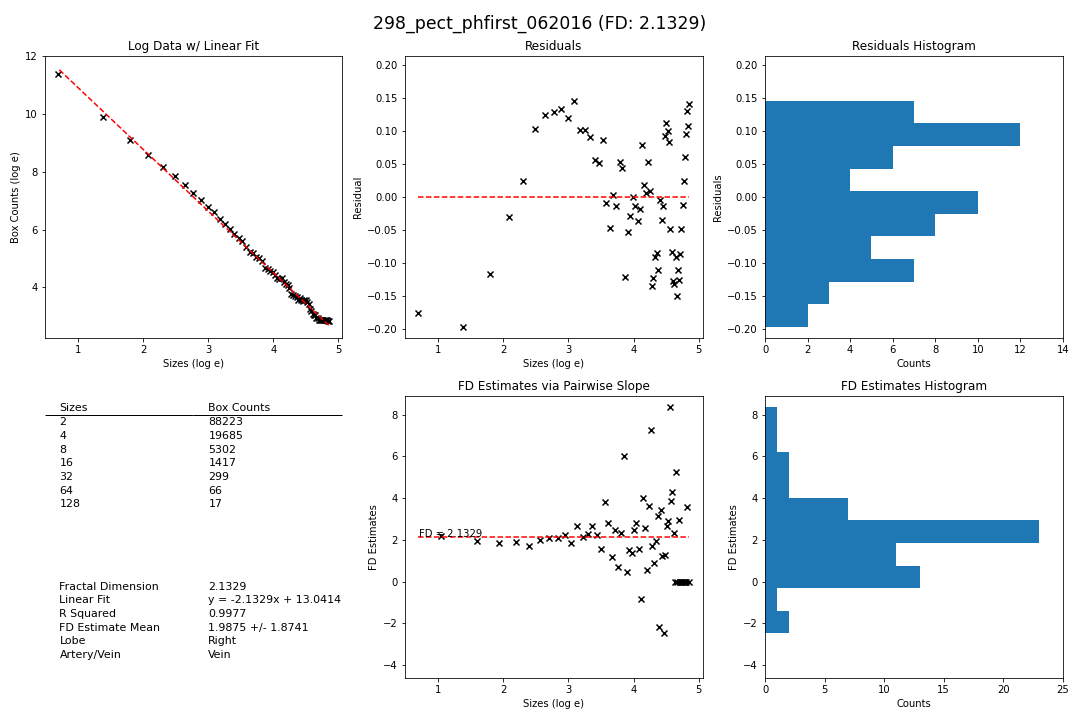 298_pect_phfirst_062016 (FD: 2.1329)
Log Data w/ Linear Fit
Box Counts (log e)
12
10
8
6
4
1 2 3 4 5
Sizes (log e)
Residuals
Residual
0.20
0.15
0.10
0.05
0.00
−0.05
−0.10
−0.15
−0.20
1 2 3 4 5
Sizes (log e)
Residuals Histogram
Residuals
0.20
0.15
0.10
0.05
0.00
−0.05
−0.10
−0.15
−0.20
0 2 4 6 8 10 12 14
Counts
Sizes Box Counts
2 88223
4 19685
8 5302
16 1417
32 299
64 66
128 17
Fractal Dimension 2.1329
Linear Fit y = -2.1329x + 13.0414
R Squared 0.9977
FD Estimate Mean 1.9875 +/- 1.8741
Lobe Right
Artery/Vein Vein
FD Estimates via Pairwise Slope
FD Estimates
8
6
4
2
0
−2
−4
FD = 2.1329
1 2 3 4 5
Sizes (log e)
FD Estimates Histogram
FD Estimates
8
6
4
2
0
−2
−4
0 5 10 15 20 25
Counts